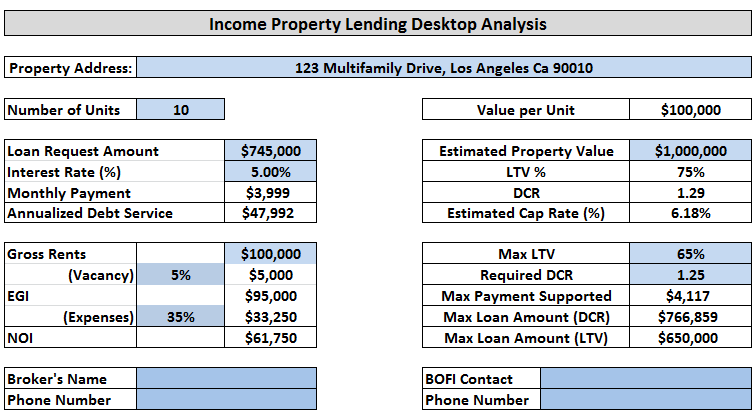 Income Property Lending Desktop Analysis
Property Address: 123 Multifamily Drive, Los Angeles Ca 90010
Number of Units 10 Value per Unit $100,000
Loan Request Amount $745,000 Estimated Property Value $1,000,000
Interest Rate (%) 5.00% LTV % 75%
Monthly Payment $3,999 DCR 1.29
Annualized Debt Service $47,992 Estimated Cap Rate (%) 6.18%
Gross Rents $100,000 Max LTV 65%
(Vacancy) 5% $5,000 Required DCR 1.25
EGI $95,000 Max Payment Supported $4,117
(Expenses) 35% $33,250 Max Loan Amount (DCR) $766,859
NOI $61,750 Max Loan Amount (LTV) $650,000
Broker's Name BOFI Contact
Phone Number Phone Number